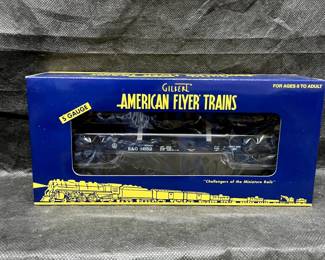 GILBERT
AMERICAN FLYER TRAINS
FOR AGES 8 TO ADULT
S GAUGE
"Challengers of the Miniature Rails"